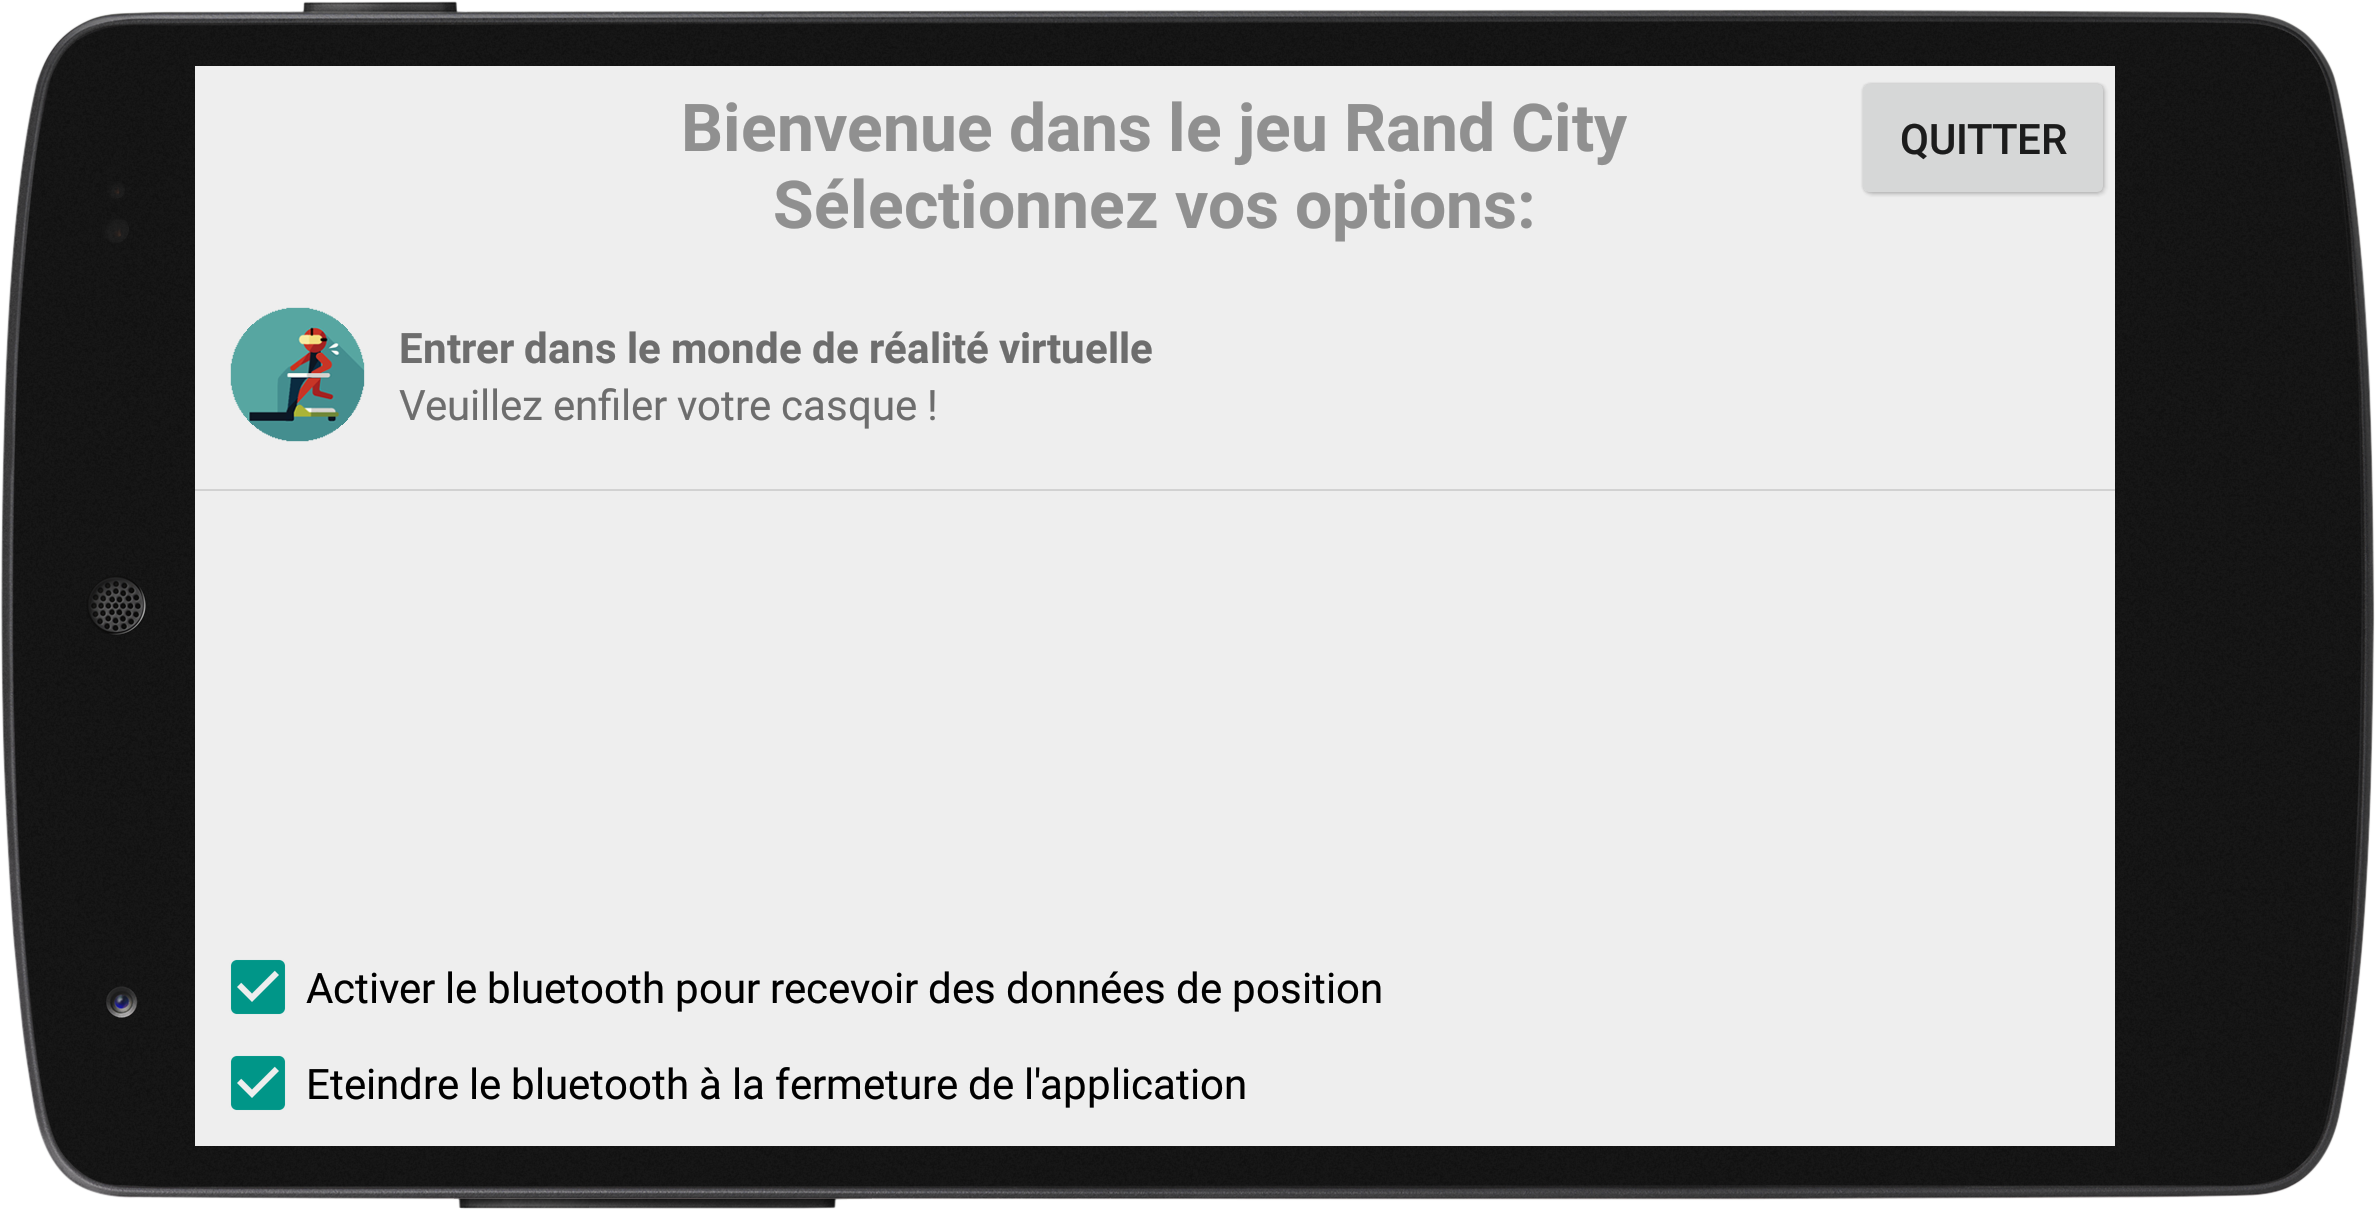 Bienvenue dans le jeu Rand City
Sélectionnez vos options:
QUITTER
Entrer dans le monde de réalité virtuelle
Veuillez enfiler votre casque !
Activer le bluetooth pour recevoir des données de position
Eteindre le bluetooth à la fermeture de l'application